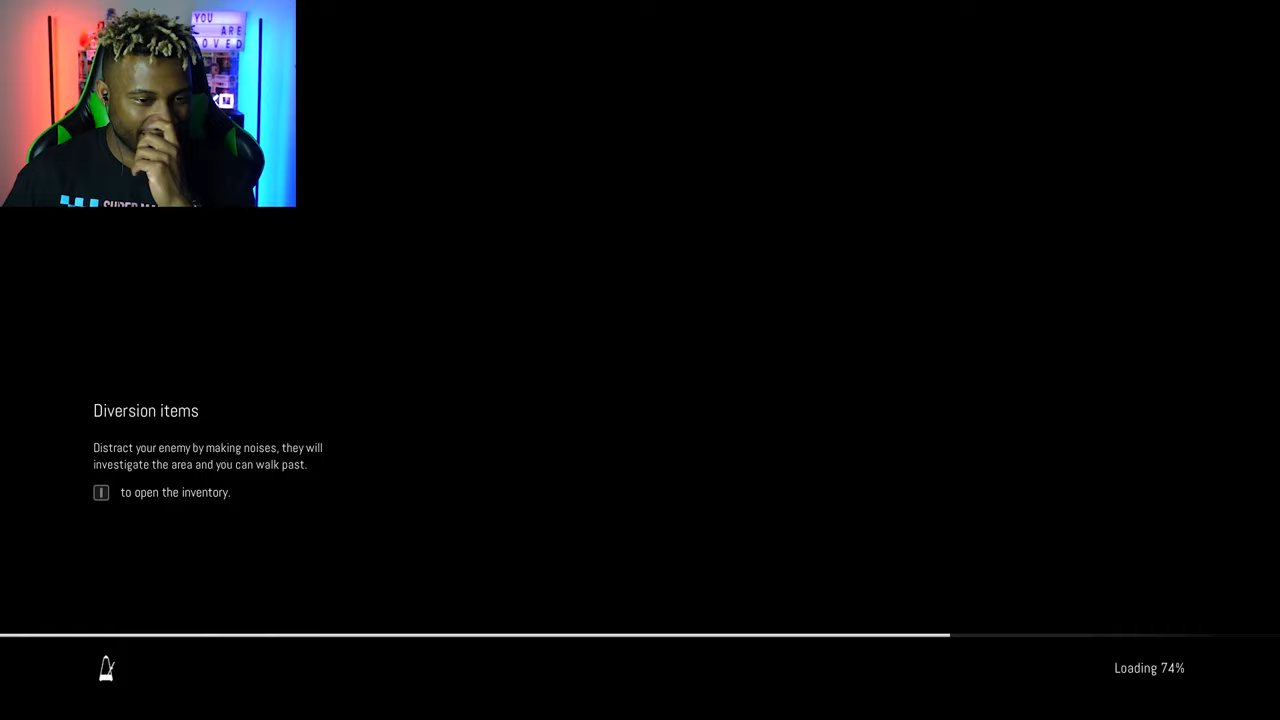 YOU
ARE
LOVED
Diversion items
Distract your enemy by making noises, they will
investigate the area and you can walk past.
I to open the inventory.
Loading 74%